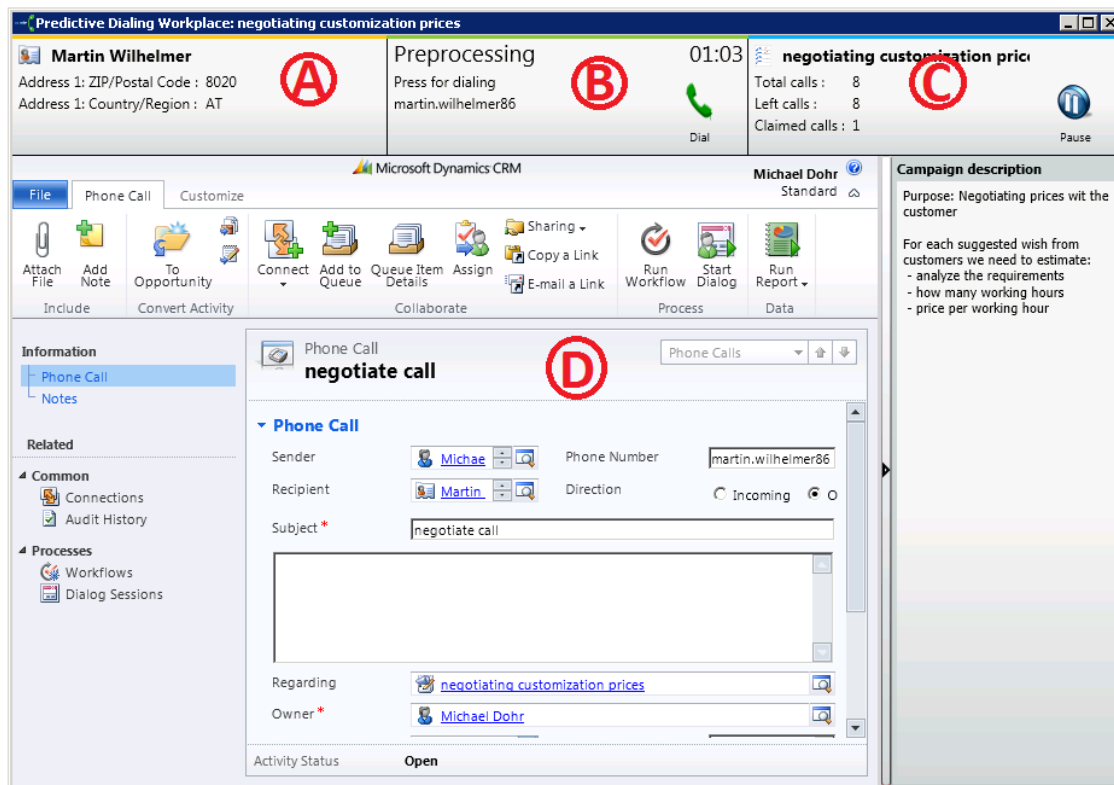 Predictive Dialing Workplace: negotiating customization prices
Martin Wilhelmer
Address 1: ZIP/Postal Code : 8020
Address 1: Country/Region : AT
A
Preprocessing 01:03
Press for dialing
martin.wilhelmer86
Dial
B
negotiating customization pric
Total calls : 8
Left calls : 8
Claimed calls : 1
Pause
C
Microsoft Dynamics CRM
Michael Dohr
Standard
File Phone Call Customize
Attach File
Add Note
Include
To Opportunity
Convert Activity
Connect
Add to Queue
Queue Item Details
Assign
Sharing
Copy a Link
E-mail a Link
Collaborate
Run Workflow
Start Dialog
Process
Run Report
Data
Information
Phone Call
Notes
Related
Common
Connections
Audit History
Processes
Workflows
Dialog Sessions
Phone Call
negotiate call
D
Phone Calls
Phone Call
Sender Michae Phone Number martin.wilhelmer86
Recipient Martin Direction Incoming O
Subject * negotiate call
Regarding negotiating customization prices
Owner * Michael Dohr
Activity Status Open
Campaign description
Purpose: Negotiating prices wit the
customer
For each suggested wish from
customers we need to estimate:
- analyze the requirements
- how many working hours
- price per working hour